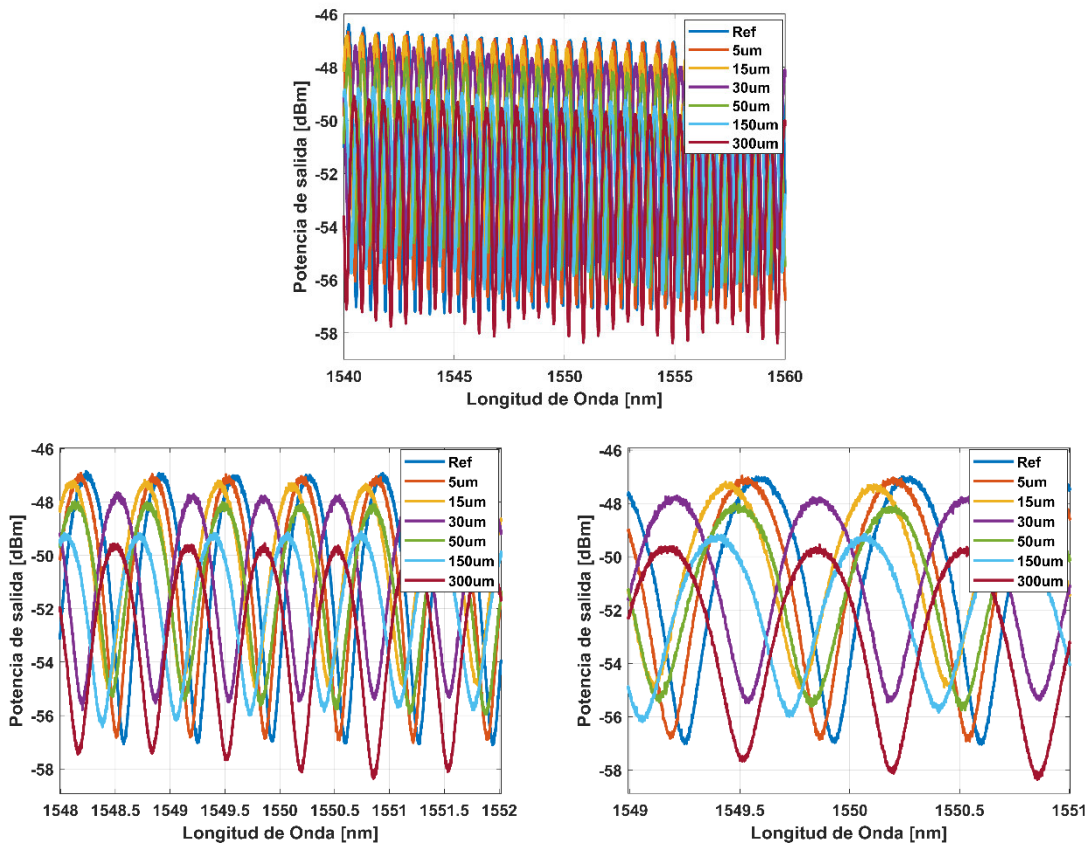 -46
-48
-50
-52
-54
-56
-58
Potencia de salida [dBm]
Ref
5um
15um
30um
50um
150um
300um
1540 1545 1550 1555 1560
Longitud de Onda [nm]
-46
-48
-50
-52
-54
-56
-58
Potencia de salida [dBm]
Ref
5um
15um
30um
50um
150um
300um
1548 1548.5 1549 1549.5 1550 1550.5 1551 1551.5 1552
Longitud de Onda [nm]
-46
-48
-50
-52
-54
-56
-58
Potencia de salida [dBm]
Ref
5um
15um
30um
50um
150um
300um
1549 1549.5 1550 1550.5 1551
Longitud de Onda [nm]